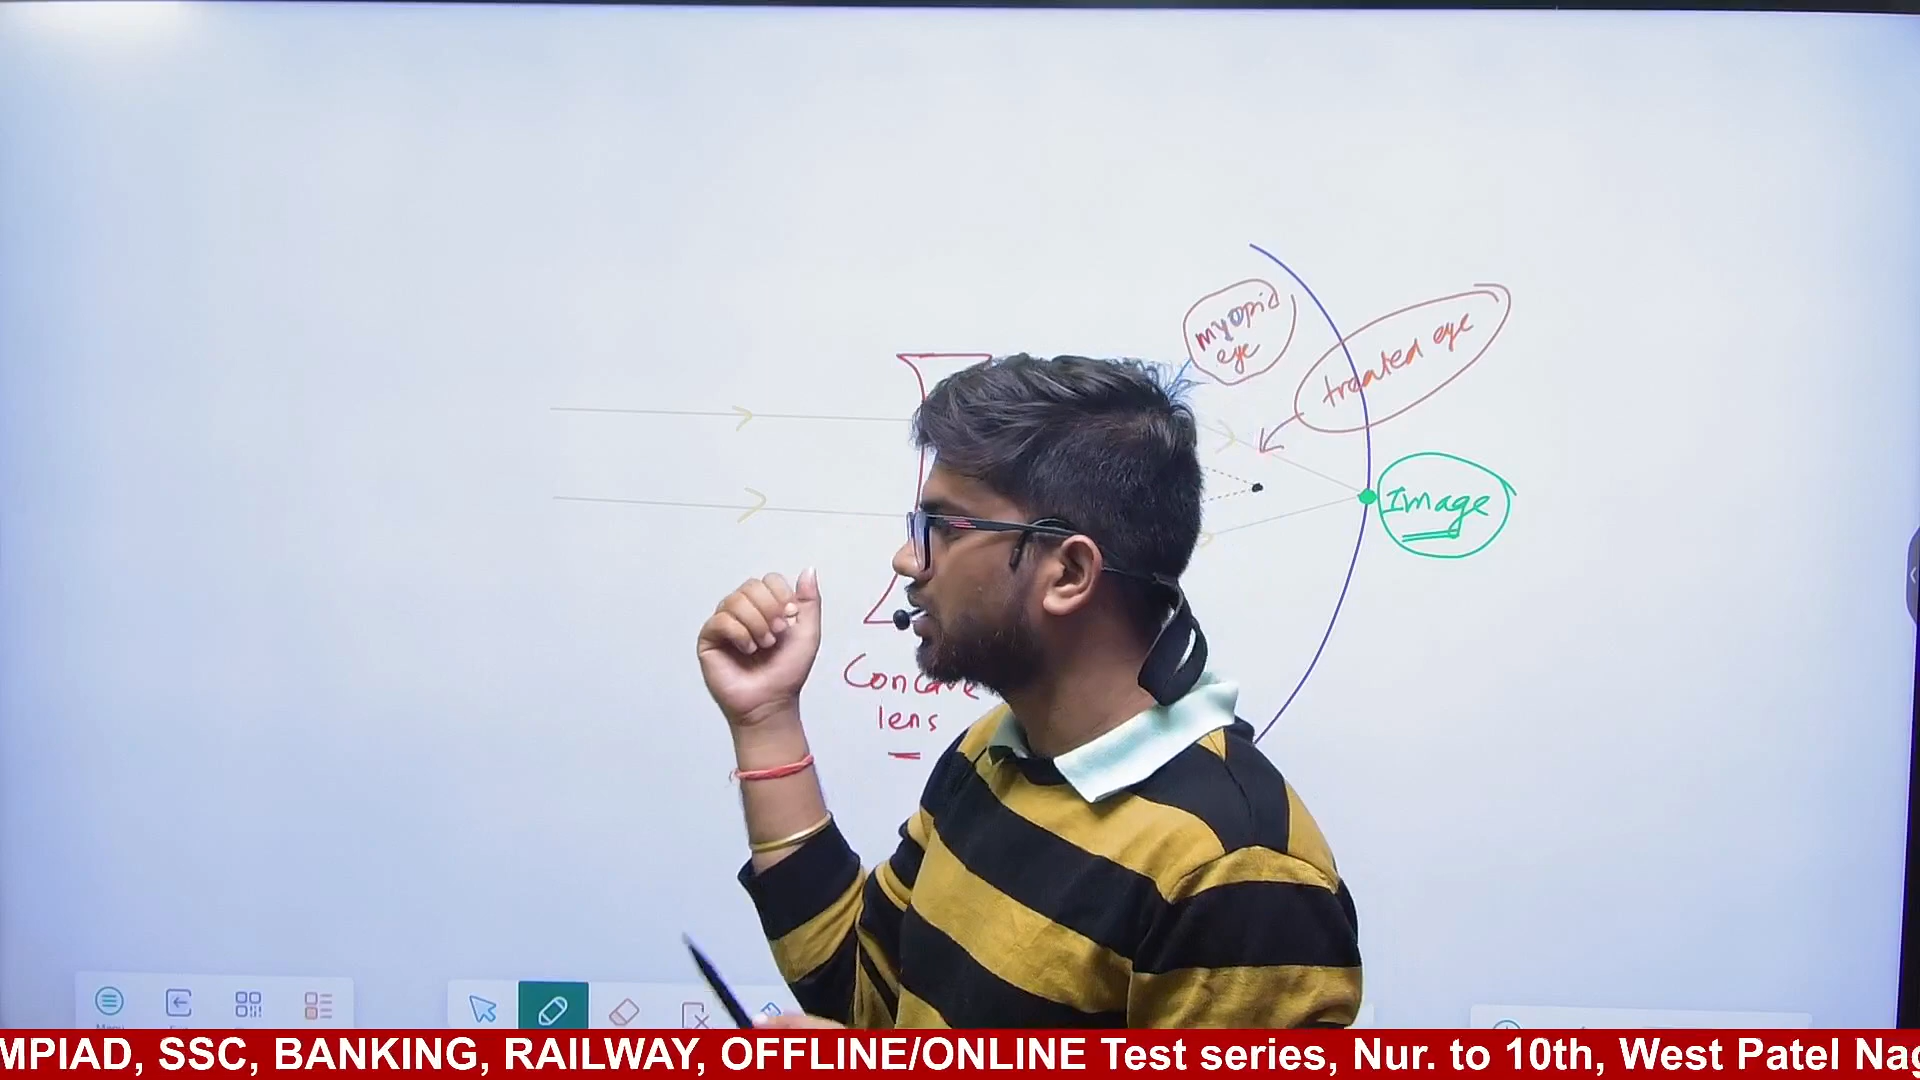 myopic
eye
treated eye
Image
Concave
lens
MPIAD, SSC, BANKING, RAILWAY, OFFLINE/ONLINE Test series, Nur. to 10th, West Patel Nag